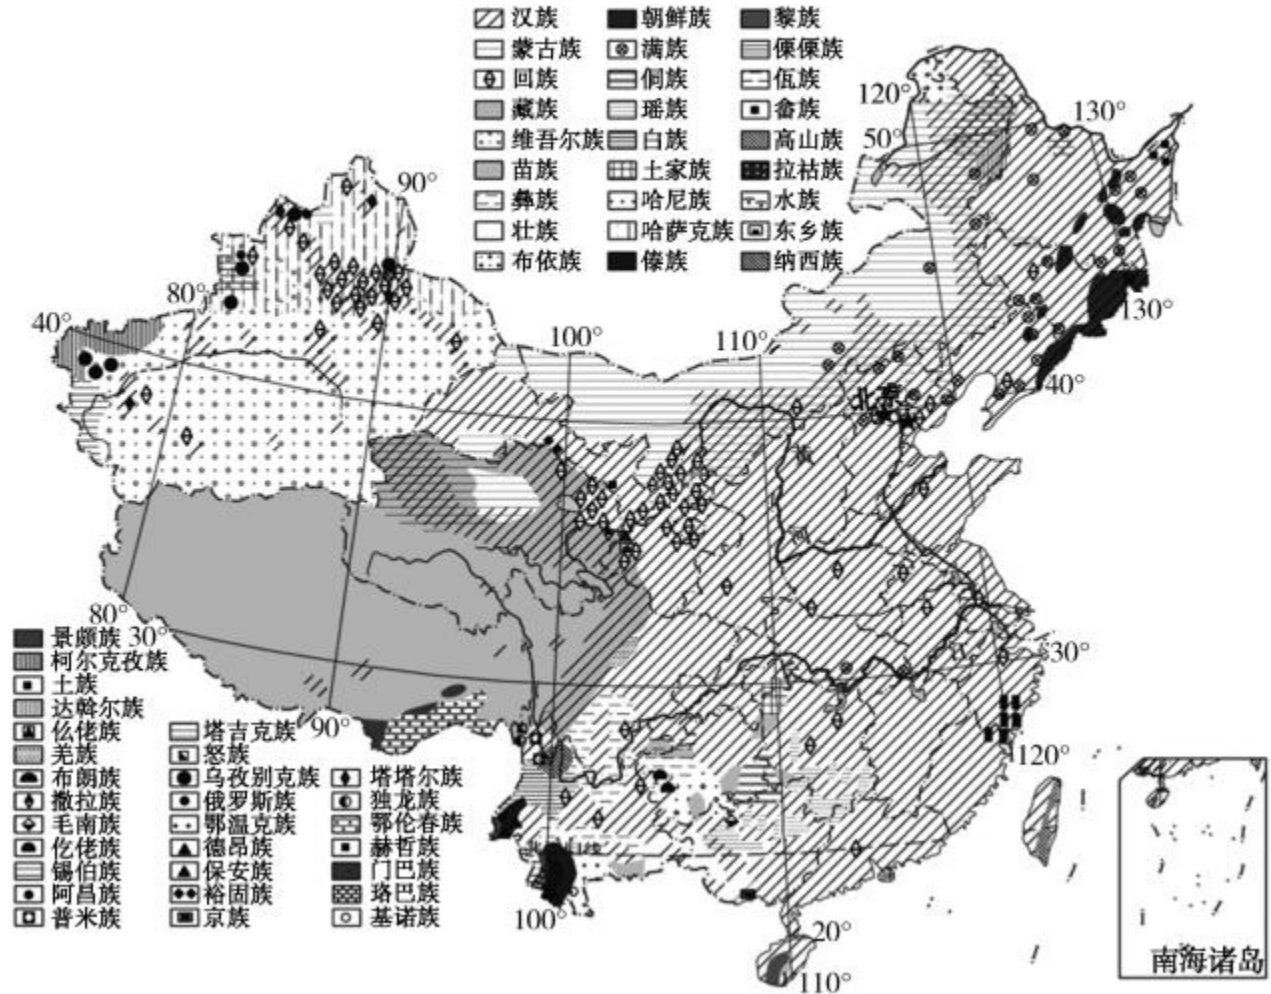 汉族 朝鲜族 黎族
蒙古族 满族 傈僳族
回族 侗族 佤族
藏族 瑶族 畲族
维吾尔族 白族 高山族
苗族 土家族 拉祜族
彝族 哈尼族 水族
壮族 哈萨克族 东乡族
布依族 傣族 纳西族
120°
130°
50°
90°
80°
40°
100°
110°
130°
40°
北京
80°
30°
30°
90°
120°
100°
20°
110°
南海诸岛
景颇族
柯尔克孜族
土族
达斡尔族
仫佬族 塔吉克族
羌族 怒族
布朗族 乌孜别克族 塔塔尔族
撒拉族 俄罗斯族 独龙族
毛南族 鄂温克族 鄂伦春族
仡佬族 德昂族 赫哲族
锡伯族 保安族 门巴族
阿昌族 裕固族 珞巴族
普米族 京族 基诺族